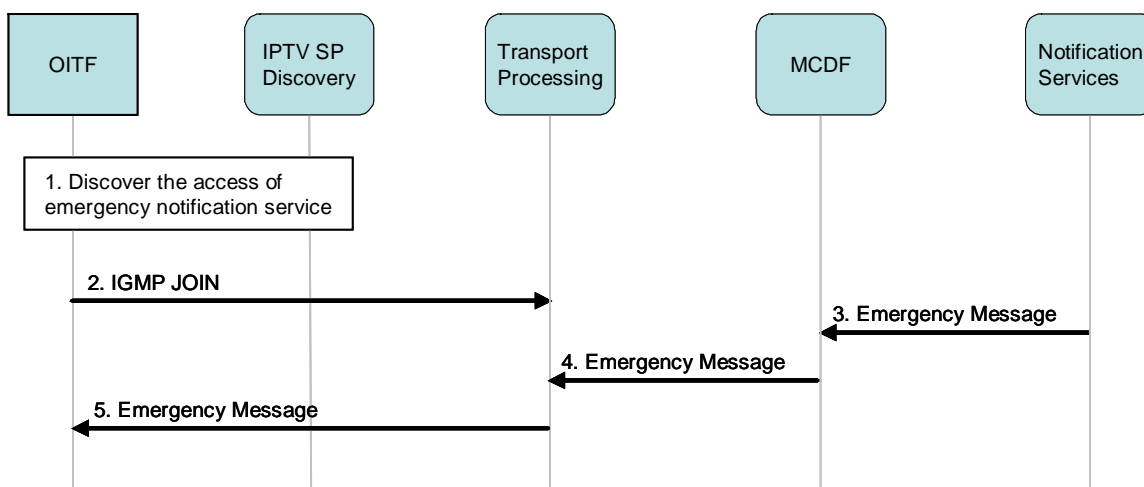 OITF
IPTV SP
Discovery
Transport
Processing
MCDF
Notification
Services
1. Discover the access of
emergency notification service
2. IGMP JOIN
3. Emergency Message
4. Emergency Message
5. Emergency Message